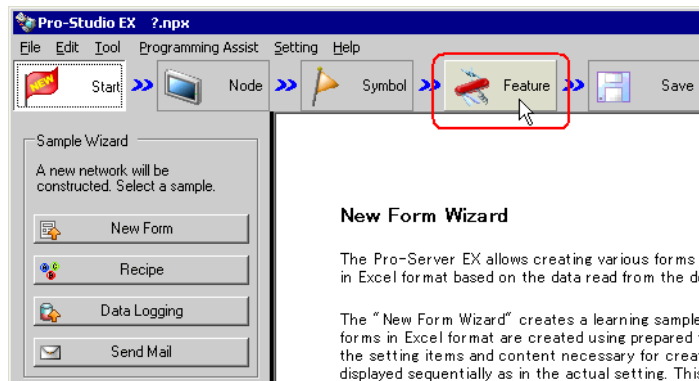 Pro-Studio EX ?.npx
File Edit Tool Programming Assist Setting Help
NEW Start Node Symbol Feature Save
Sample Wizard
A new network will be
constructed. Select a sample.
New Form
Recipe
Data Logging
Send Mail
New Form Wizard
The Pro-Server EX allows creating various forms
in Excel format based on the data read from the
The "New Form Wizard" creates a learning sample
forms in Excel format are created using prepared
the setting items and content necessary for
displayed sequentially as in the actual setting. This